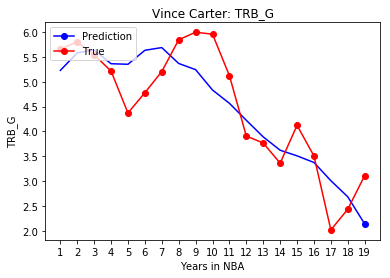 Vince Carter: TRB_G
Prediction
True
TRB_G
6.0
5.5
5.0
4.5
4.0
3.5
3.0
2.5
2.0
1 2 3 4 5 6 7 8 9 10 11 12 13 14 15 16 17 18 19
Years in NBA